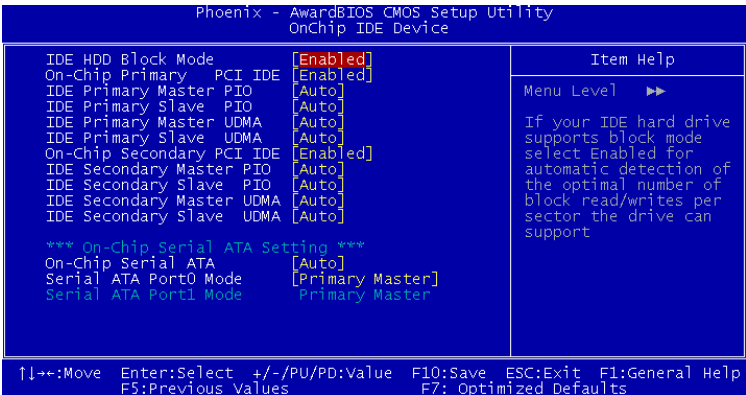 Phoenix - AwardBIOS CMOS Setup Utility
OnChip IDE Device
IDE HDD Block Mode [Enabled]
On-Chip Primary PCI IDE [Enabled]
IDE Primary Master PIO [Auto]
IDE Primary Slave PIO [Auto]
IDE Primary Master UDMA [Auto]
IDE Primary Slave UDMA [Auto]
On-Chip Secondary PCI IDE [Enabled]
IDE Secondary Master PIO [Auto]
IDE Secondary Slave PIO [Auto]
IDE Secondary Master UDMA [Auto]
IDE Secondary Slave UDMA [Auto]
*** On-Chip Serial ATA Setting ***
On-Chip Serial ATA [Auto]
Serial ATA Port0 Mode [Primary Master]
Serial ATA Port1 Mode Primary Master
Item Help
Menu Level ▶▶
If your IDE hard drive
supports block mode
select Enabled for
automatic detection of
the optimal number of
block read/writes per
sector the drive can
support
↑↓→←:Move Enter:Select +/-/PU/PD:Value F10:Save ESC:Exit F1:General Help
F5:Previous Values F7: Optimized Defaults